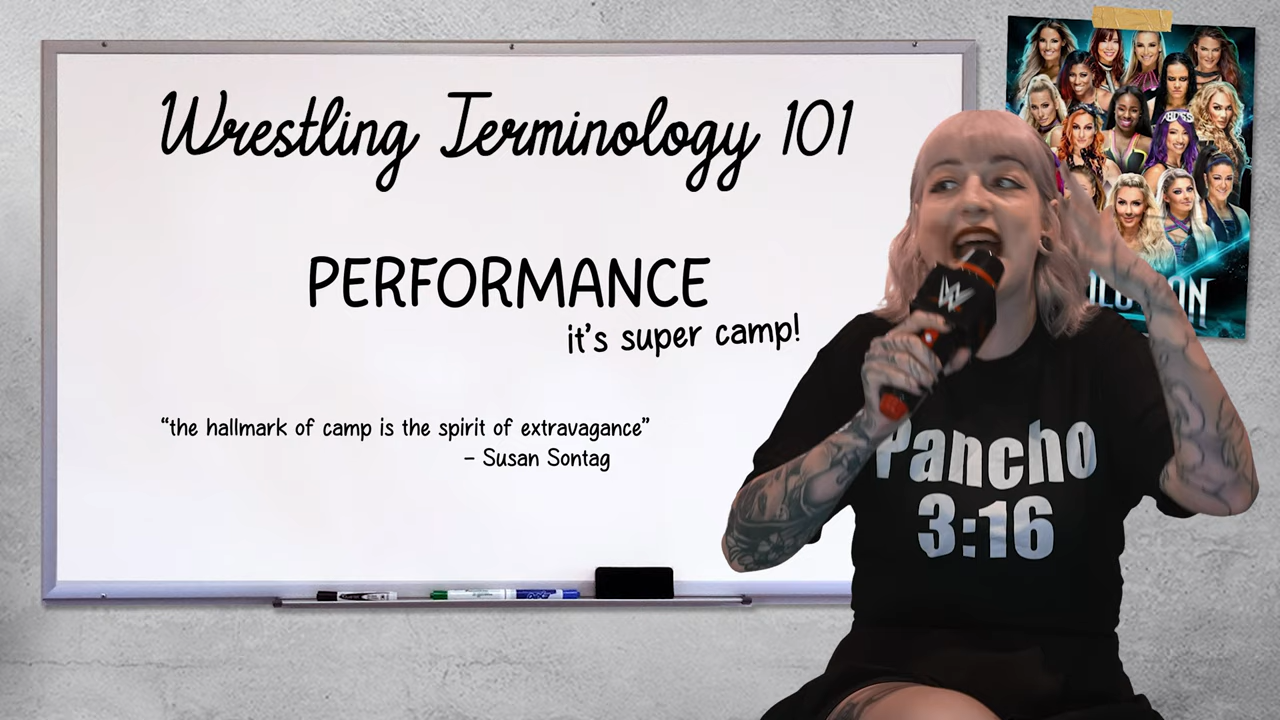 Wrestling Terminology 101
PERFORMANCE
it's super camp!
“the hallmark of camp is the spirit of extravagance”
– Susan Sontag
Pancho
3:16
BOSS